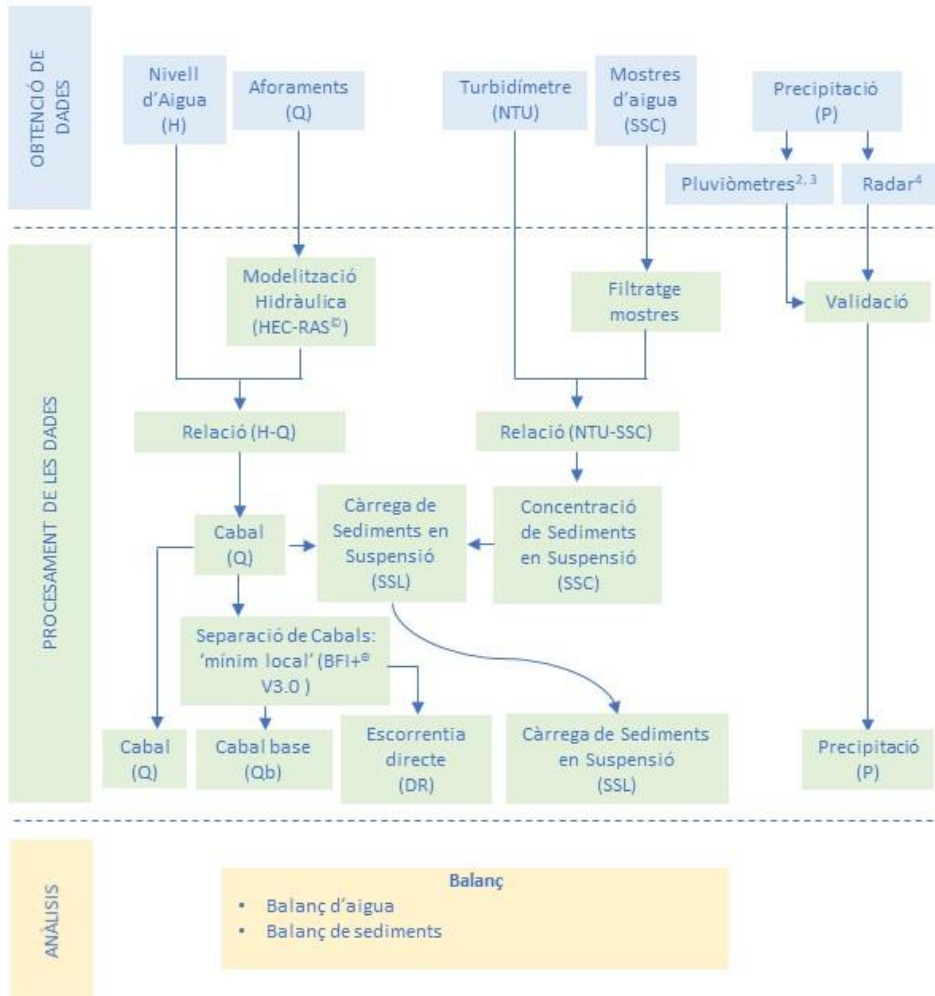 OBTENCIÓ DE
DADES
Nivell
d'Aigua
(H)
Aforaments
(Q)
Turbidímetre
(NTU)
Mostres
d'aigua
(SSC)
Precipitació
(P)
Pluviòmetres2, 3
Radar4
PROCESAMENT DE LES DADES
Modelització
Hidràulica
(HEC-RAS©)
Filtratge
mostres
Validació
Relació (H-Q)
Relació (NTU-SSC)
Cabal
(Q)
Càrrega de
Sediments en
Suspensió
(SSL)
Concentració
de Sediments
en Suspensió
(SSC)
Separació de Cabals:
'mínim local' (BFI+®
V3.0 )
Cabal
(Q)
Cabal base
(Qb)
Escorrentia
directe
(DR)
Càrrega de Sediments
en Suspensió
(SSL)
Precipitació
(P)
ANÀLISIS
Balanç
• Balanç d'aigua
• Balanç de sediments